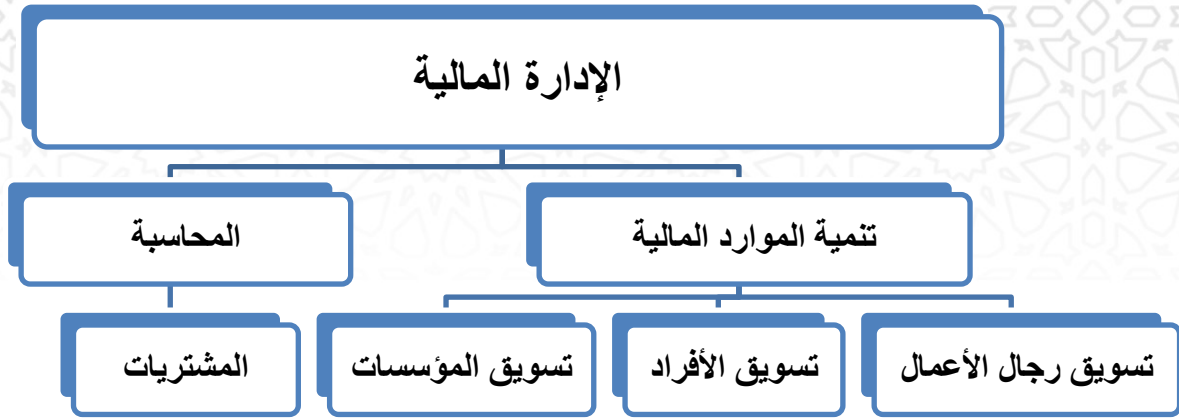 الإدارة المالية
تنمية الموارد المالية
المحاسبة
تسويق رجال الأعمال
تسويق الأفراد
تسويق المؤسسات
المشتريات